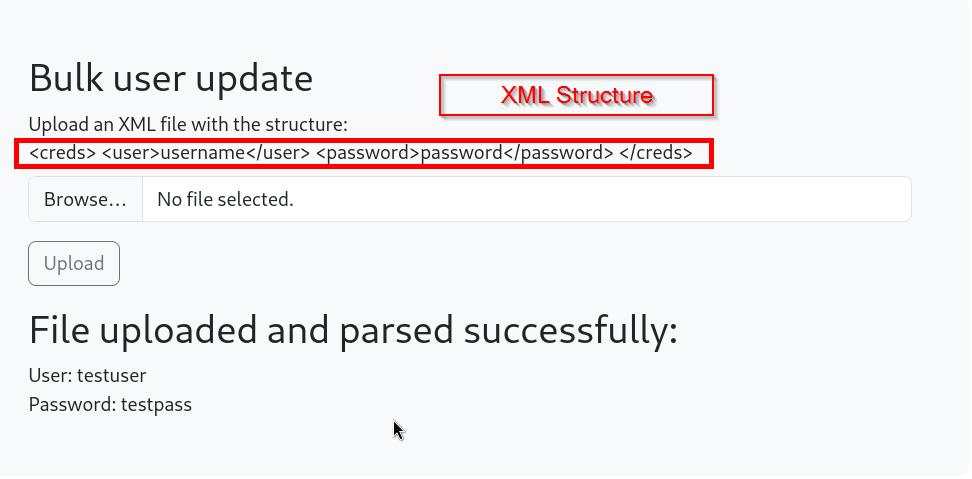 Bulk user update
XML Structure
Upload an XML file with the structure:
<creds> <user>username</user> <password>password</password> </creds>
Browse... No file selected.
Upload
File uploaded and parsed successfully:
User: testuser
Password: testpass